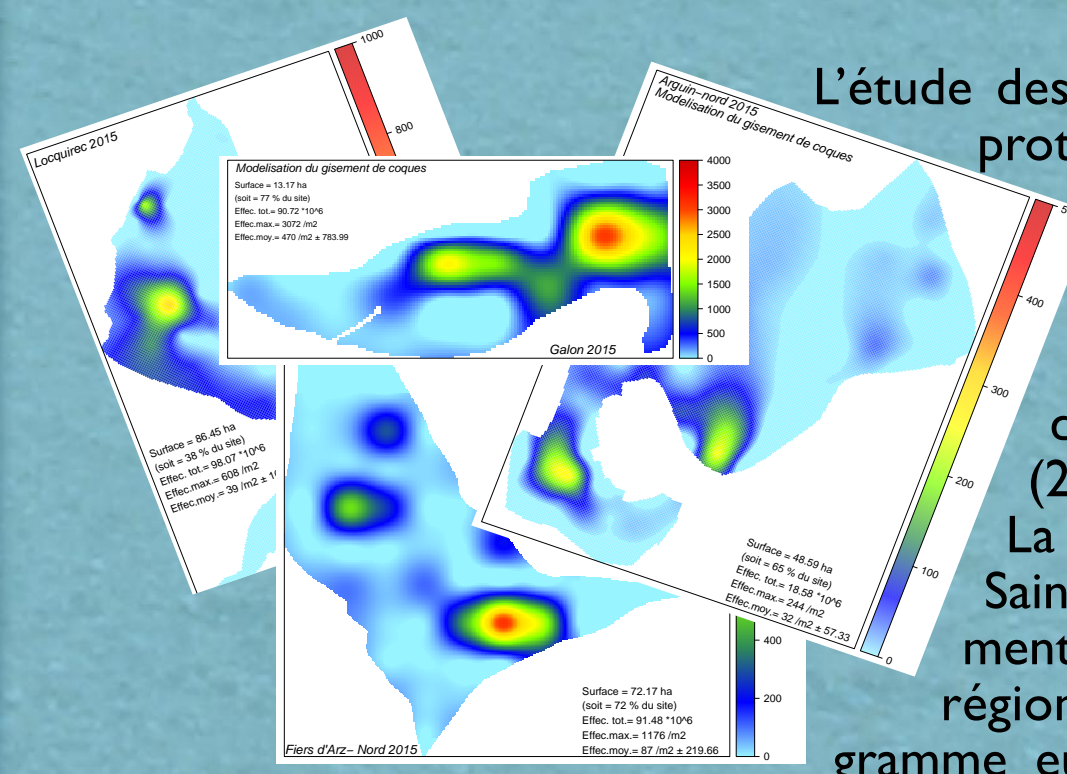 Locquirec 2015
1000
800
Surface = 86.45 ha
(soit = 38 % du site)
Effec. tot.= 98.07 *10^6
Effec.max.= 608 /m2
Effec.moy.= 39 /m2 ±
Modelisation du gisement de coques
Surface = 13.17 ha
(soit = 77 % du site)
Effec. tot.= 90.72 *10^6
Effec.max.= 3072 /m2
Effec.moy.= 470 /m2 ± 783.99
Galon 2015
4000
3500
3000
2500
2000
1500
1000
500
0
Arguin–nord 2015
Modelisation du gisement de coques
400
300
200
100
0
Surface = 48.59 ha
(soit = 65 % du site)
Effec. tot.= 18.58 *10^6
Effec.max.= 244 /m2
Effec.moy.= 32 /m2 ± 57.33
Surface = 72.17 ha
(soit = 72 % du site)
Effec. tot.= 91.48 *10^6
Effec.max.= 1176 /m2
Effec.moy.= 87 /m2 ± 219.66
Fiers d'Arz– Nord 2015
400
200
0
L'étude des
prot
(2
La
Sain
ment
région
gramme en